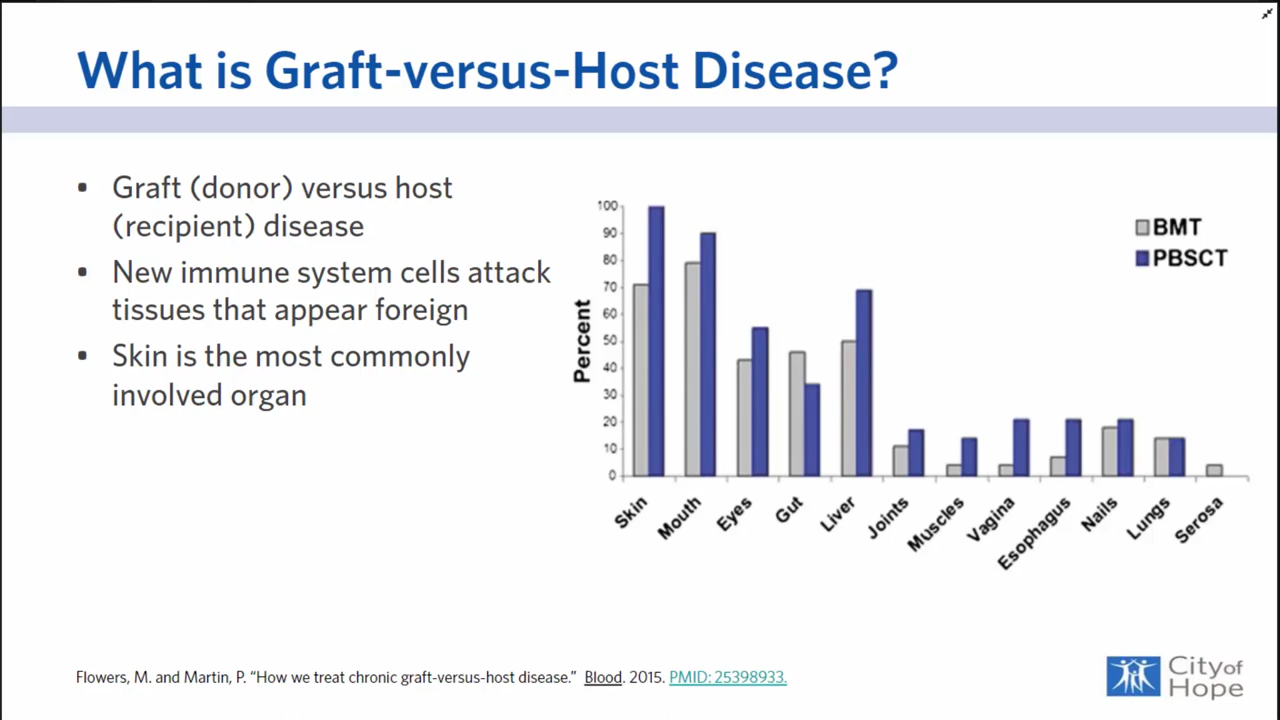 What is Graft-versus-Host Disease?
• Graft (donor) versus host
(recipient) disease
• New immune system cells attack
tissues that appear foreign
• Skin is the most commonly
involved organ
BMT
PBSCT
Percent
100
90
80
70
60
50
40
30
20
10
0
Skin
Mouth
Eyes
Gut
Liver
Joints
Muscles
Vagina
Esophagus
Nails
Lungs
Serosa
Flowers, M. and Martin, P. “How we treat chronic graft-versus-host disease.” Blood. 2015. PMID: 25398933.
City of
Hope